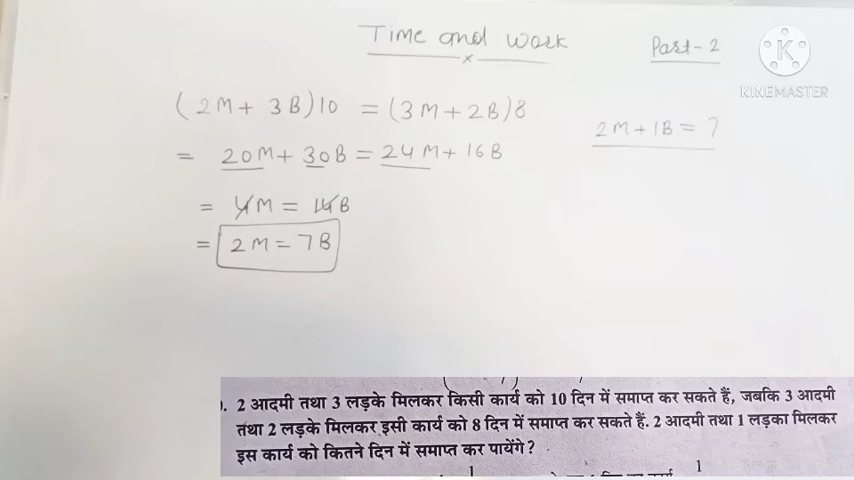 Time and work
Part-2
KINEMASTER
(2M + 3B)10 = (3M + 2B)8
2M + 1B = ?
= 20M + 30B = 24M + 16B
= 4M = 14B
= 2M = 7B
2 आदमी तथा 3 लड़के मिलकर किसी कार्य को 10 दिन में समाप्त कर सकते हैं, जबकि 3 आदमी
तथा 2 लड़के मिलकर इसी कार्य को 8 दिन में समाप्त कर सकते हैं. 2 आदमी तथा 1 लड़का मिलकर
इस कार्य को कितने दिन में समाप्त कर पायेंगे ?